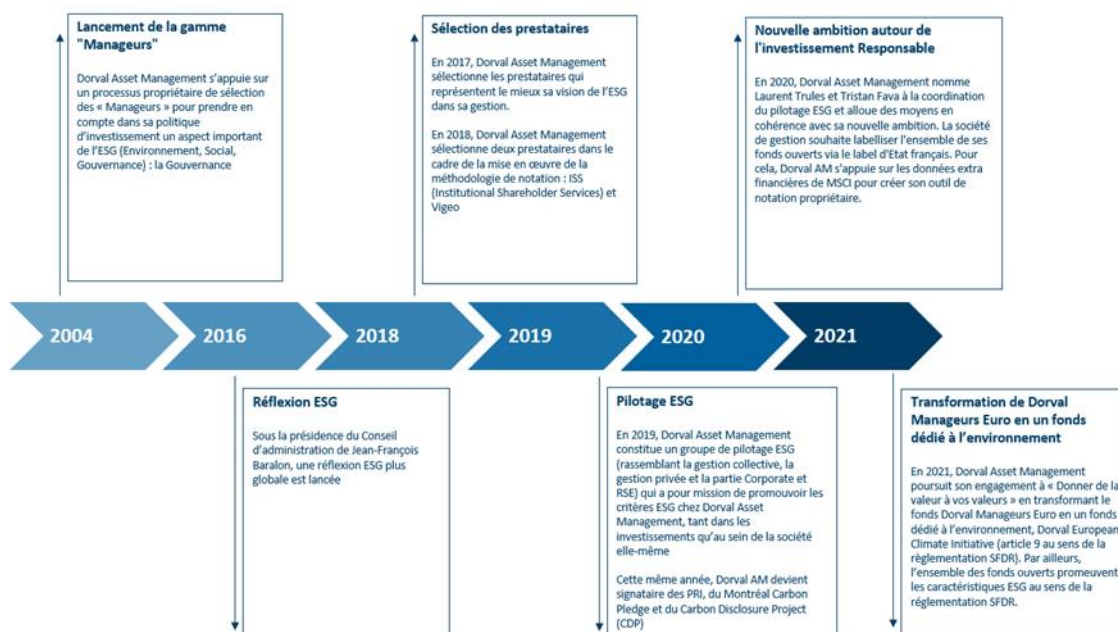 Lancement de la gamme
"Manageurs"
Dorval Asset Management s'appuie sur
un processus propriétaire de sélection
des « Manageurs » pour prendre en
compte dans sa politique
d'investissement un aspect important
de l'ESG (Environnement, Social,
Gouvernance) : la Gouvernance
Sélection des prestataires
En 2017, Dorval Asset Management
sélectionne les prestataires qui
représentent le mieux sa vision de l'ESG
dans sa gestion.
En 2018, Dorval Asset Management
sélectionne deux prestataires dans le
cadre de la mise en œuvre de la
méthodologie de notation : ISS
(Institutional Shareholder Services) et
Vigeo
Nouvelle ambition autour de
l'investissement Responsable
En 2020, Dorval Asset Management nomme
Laurent Trules et Tristan Fava à la coordination
du pilotage ESG et alloue des moyens en
cohérence avec sa nouvelle ambition. La société
de gestion souhaite labelliser l'ensemble de ses
fonds ouverts via le label d'Etat français. Pour
cela, Dorval AM s'appuie sur les données extra
financières de MSCI pour créer son outil de
notation propriétaire.
2004
2016
2018
2019
2020
2021
Réflexion ESG
Sous la présidence du Conseil
d'administration de Jean-François
Baralon, une réflexion ESG plus
globale est lancée
Pilotage ESG
En 2019, Dorval Asset Management
constitue un groupe de pilotage ESG
(rassemblant la gestion collective, la
gestion privée et la partie Corporate et
RSE) qui a pour mission de promouvoir les
critères ESG chez Dorval Asset
Management, tant dans les
investissements qu'au sein de la société
elle-même
Cette même année, Dorval AM devient
signataire des PRI, du Montréal Carbon
Pledge et du Carbon Disclosure Project
(CDP)
Transformation de Dorval
Manageurs Euro en un fonds
dédié à l'environnement
En 2021, Dorval Asset Management
poursuit son engagement à « Donner de la
valeur à vos valeurs » en transformant le
fonds Dorval Manageurs Euro en un fonds
dédié à l'environnement, Dorval European
Climate Initiative (article 9 au sens de la
règlementation SFDR). Par ailleurs,
l'ensemble des fonds ouverts promeuvent
les caractéristiques ESG au sens de la
réglementation SFDR.